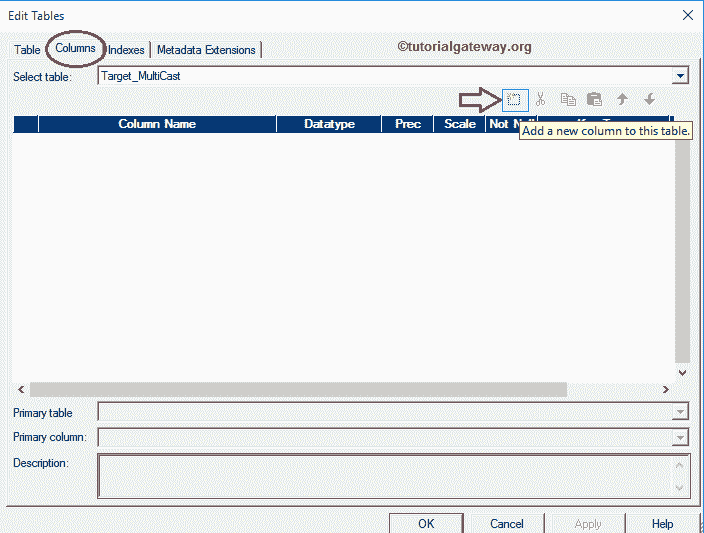 Edit Tables
Table Columns Indexes Metadata Extensions ©tutorialgateway.org
Select table: Target_MultiCast
Add a new column to this table.
Column Name Datatype Prec Scale Not
Primary table
Primary column:
Description:
OK Cancel Apply Help